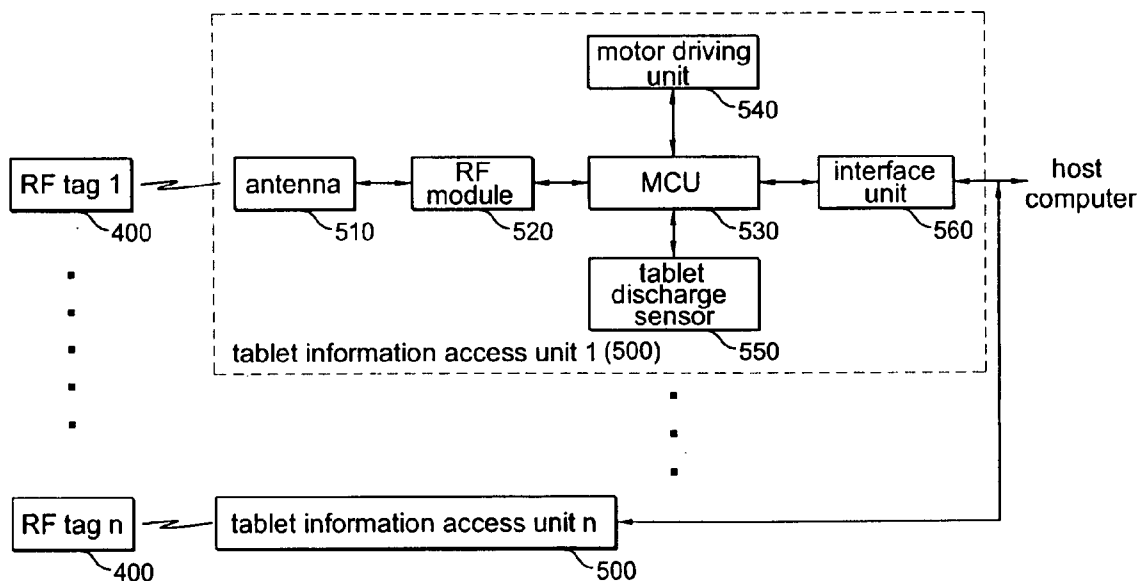 motor driving
unit
540
RF tag 1
400
antenna
510
RF
module
520
MCU
530
interface
unit
560
host
computer
tablet
discharge
sensor
550
tablet information access unit 1 (500)
RF tag n
400
tablet information access unit n
500